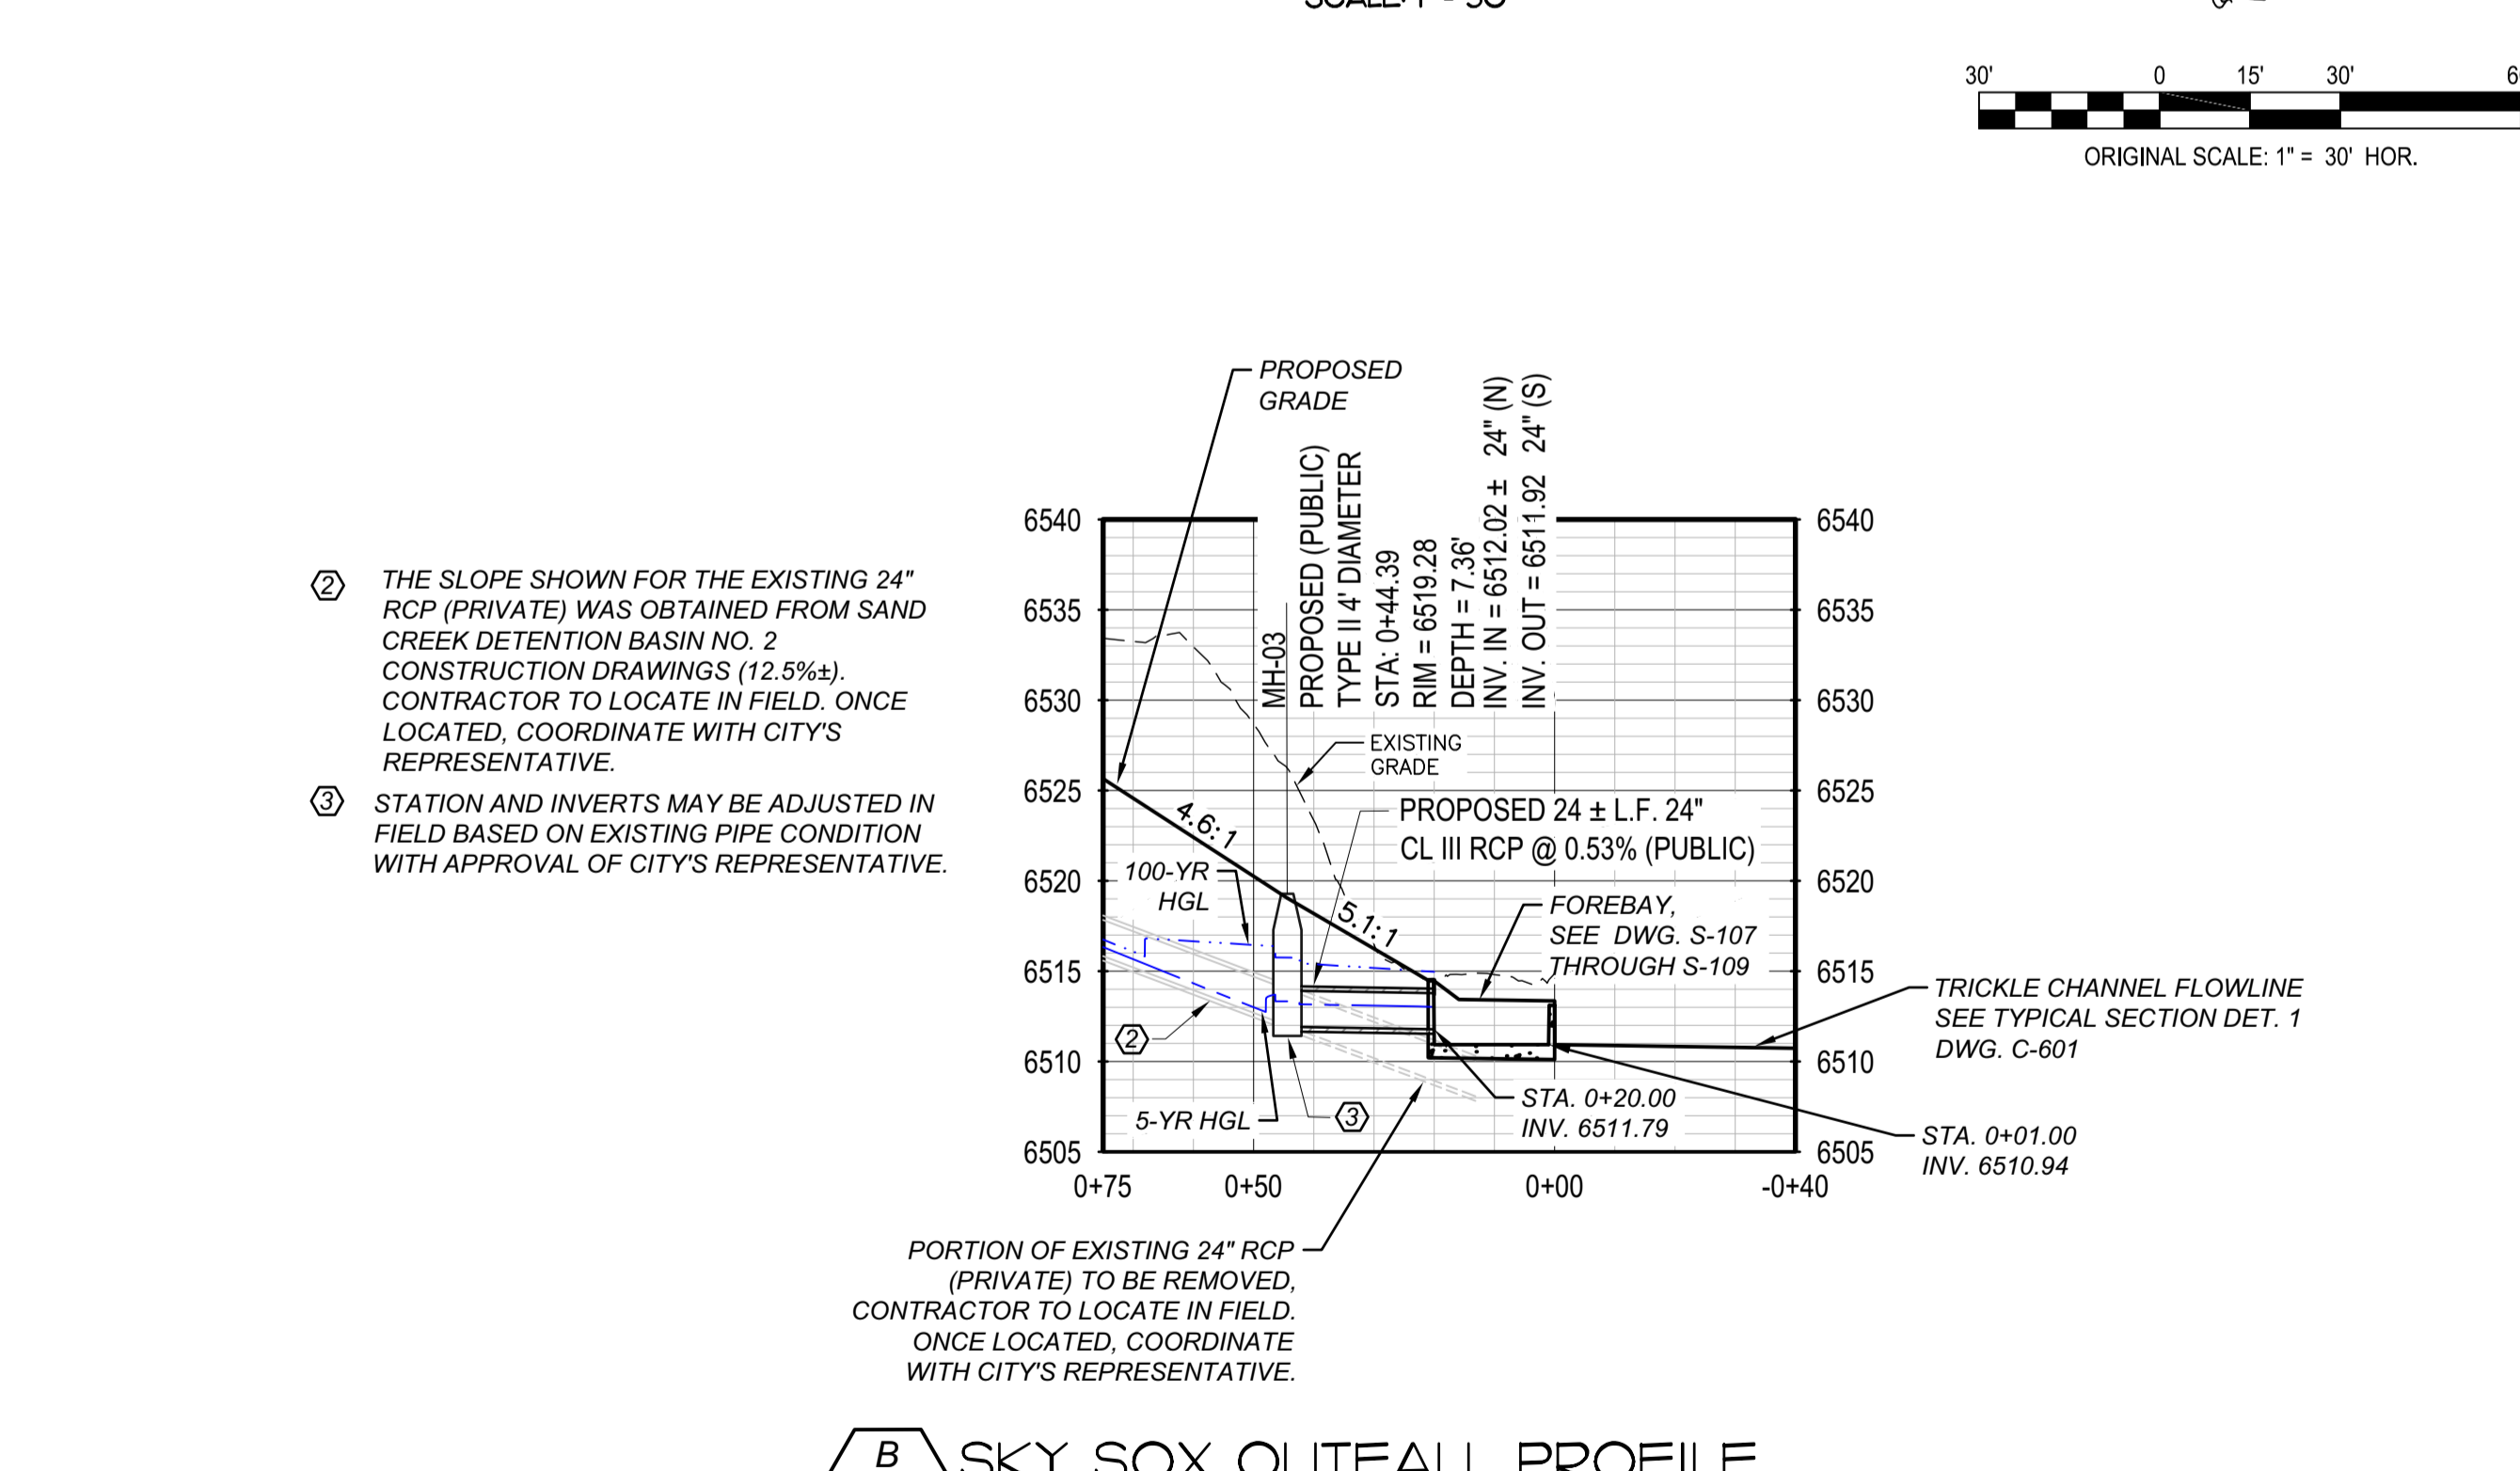 30' 0 15' 30'
ORIGINAL SCALE: 1" = 30' HOR.
PROPOSED
GRADE
MH-03
PROPOSED (PUBLIC)
TYPE II 4' DIAMETER
STA: 0+44.39
RIM = 6519.28
DEPTH = 7.36'
INV. IN = 6512.02 ± 24" (N)
INV. OUT = 6511.92 24" (S)
6540
6535
6530
6525
6520
6515
6510
6505
6540
6535
6530
6525
6520
6515
6510
6505
2
THE SLOPE SHOWN FOR THE EXISTING 24"
RCP (PRIVATE) WAS OBTAINED FROM SAND
CREEK DETENTION BASIN NO. 2
CONSTRUCTION DRAWINGS (12.5%±).
CONTRACTOR TO LOCATE IN FIELD. ONCE
LOCATED, COORDINATE WITH CITY'S
REPRESENTATIVE.
3
STATION AND INVERTS MAY BE ADJUSTED IN
FIELD BASED ON EXISTING PIPE CONDITION
WITH APPROVAL OF CITY'S REPRESENTATIVE.
EXISTING
GRADE
4.6:1
PROPOSED 24 ± L.F. 24"
CL III RCP @ 0.53% (PUBLIC)
100-YR
HGL
5.1:1
FOREBAY,
SEE DWG. S-107
THROUGH S-109
TRICKLE CHANNEL FLOWLINE
SEE TYPICAL SECTION DET. 1
DWG. C-601
2
5-YR HGL
3
STA. 0+20.00
INV. 6511.79
STA. 0+01.00
INV. 6510.94
0+75 0+50 0+00 -0+40
PORTION OF EXISTING 24" RCP
(PRIVATE) TO BE REMOVED,
CONTRACTOR TO LOCATE IN FIELD.
ONCE LOCATED, COORDINATE
WITH CITY'S REPRESENTATIVE.
B
SKY SOX OUTFALL PROFILE